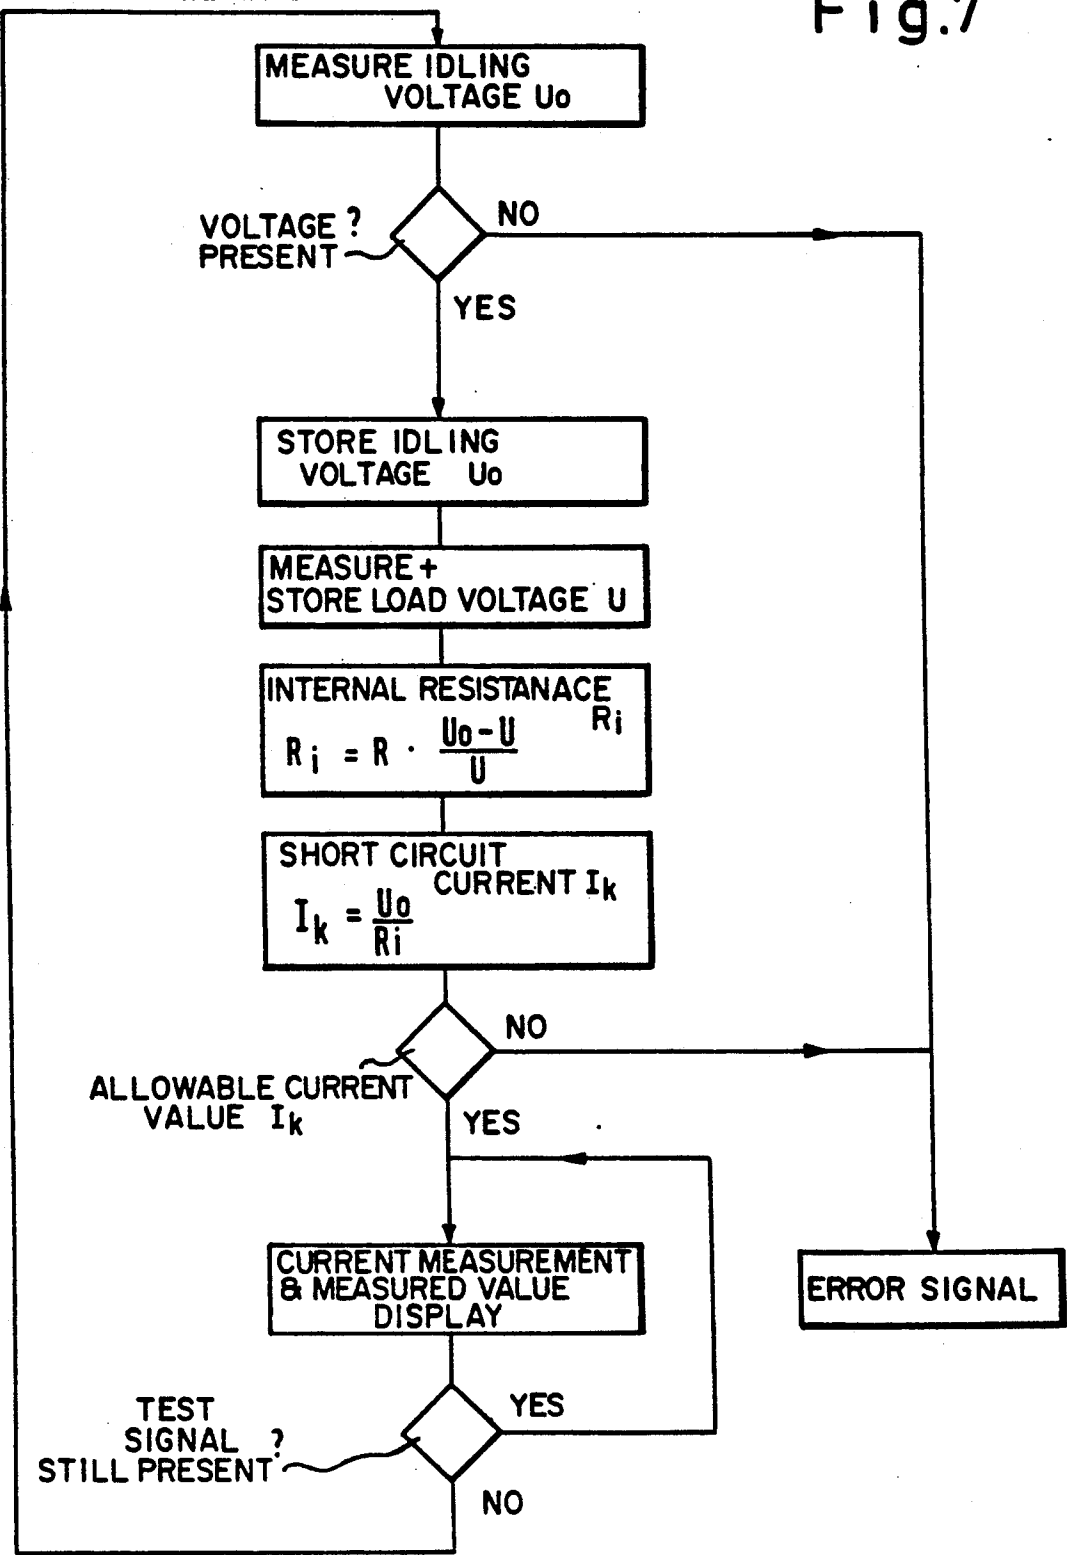 Fig.7
MEASURE IDLING
VOLTAGE Uo
VOLTAGE ?
PRESENT
NO
YES
STORE IDLING
VOLTAGE Uo
MEASURE +
STORE LOAD VOLTAGE U
INTERNAL RESISTANACE
Ri
Ri = R · Uo-U
U
SHORT CIRCUIT
CURRENT Ik
Ik = Uo
Ri
NO
ALLOWABLE CURRENT
VALUE Ik
YES
CURRENT MEASUREMENT
& MEASURED VALUE
DISPLAY
ERROR SIGNAL
TEST
SIGNAL ?
STILL PRESENT
YES
NO